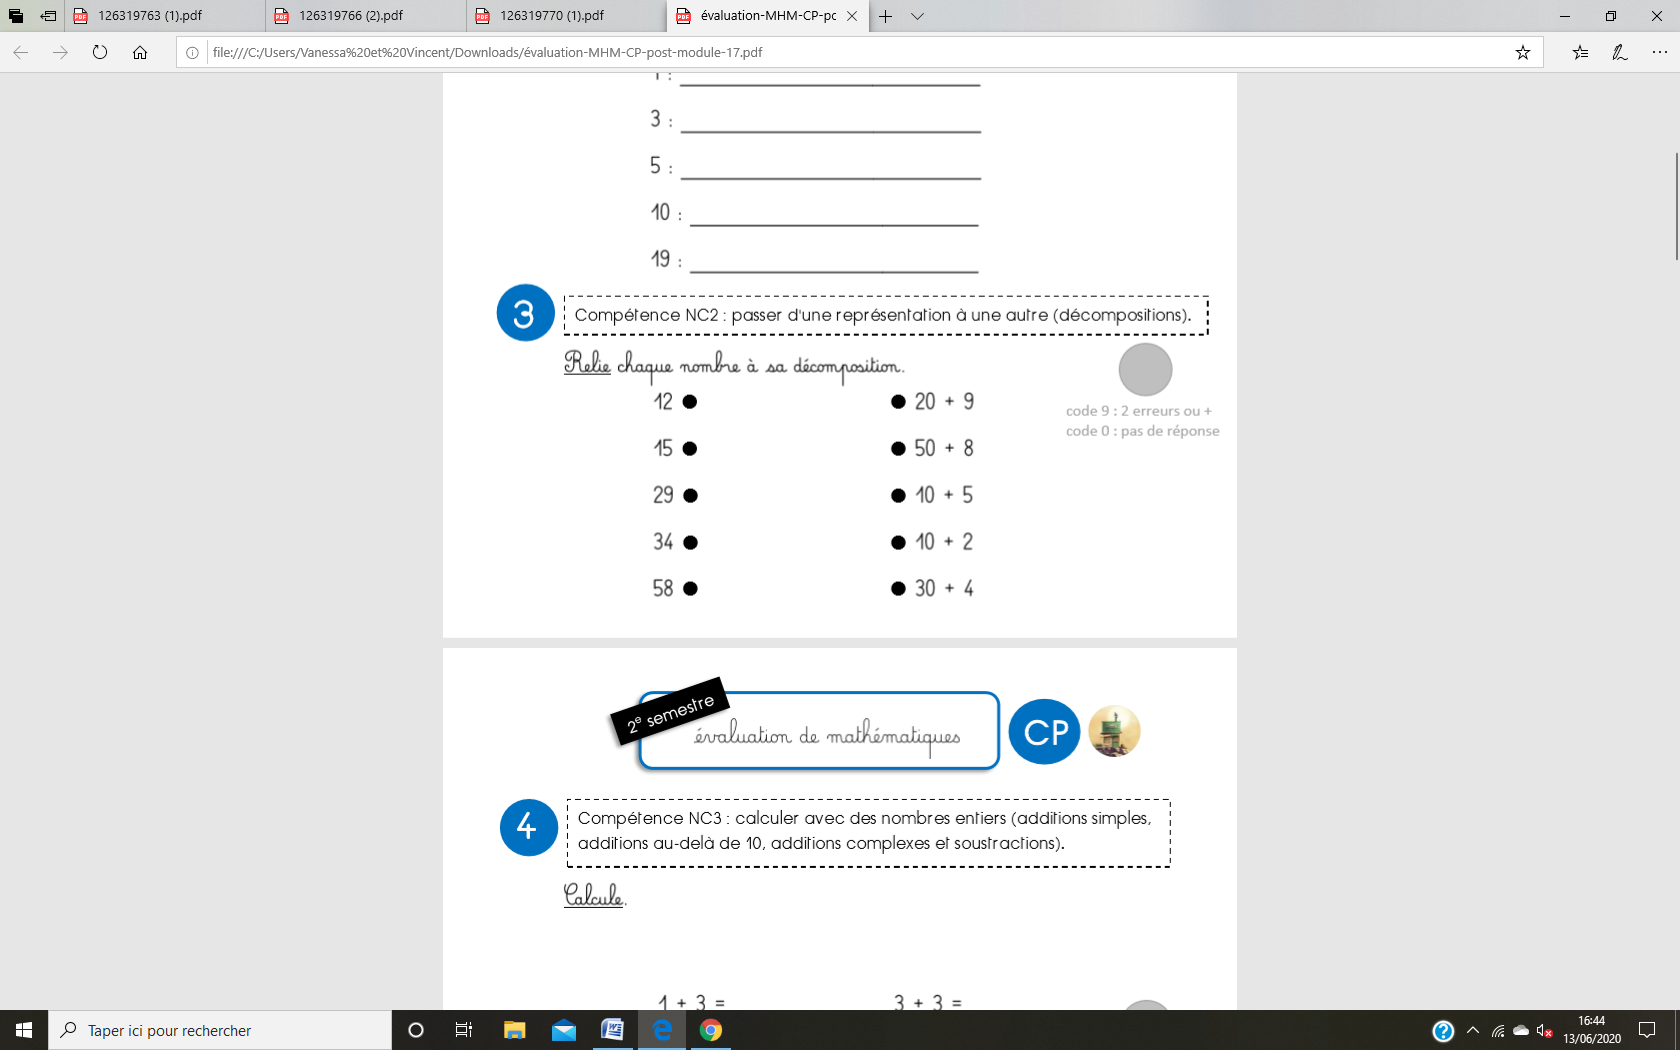 126319763 (1).pdf
126319766 (2).pdf
126319770 (1).pdf
évaluation-MHM-CP-pc
file:///C:/Users/Vanessa%20et%20Vincent/Downloads/évaluation-MHM-CP-post-module-17.pdf
3 :
5 :
10 :
19 :
3
Compétence NC2 : passer d'une représentation à une autre (décompositions).
Relie chaque nombre à sa décomposition.
12 20 + 9
code 9 : 2 erreurs ou +
code 0 : pas de réponse
15 50 + 8
29 10 + 5
34 10 + 2
58 30 + 4
2e semestre
évaluation de mathématiques
CP
4
Compétence NC3 : calculer avec des nombres entiers (additions simples,
additions au-delà de 10, additions complexes et soustractions).
Calcule.
1 + 3 = 3 + 3 =
Taper ici pour rechercher
16:44
13/06/2020